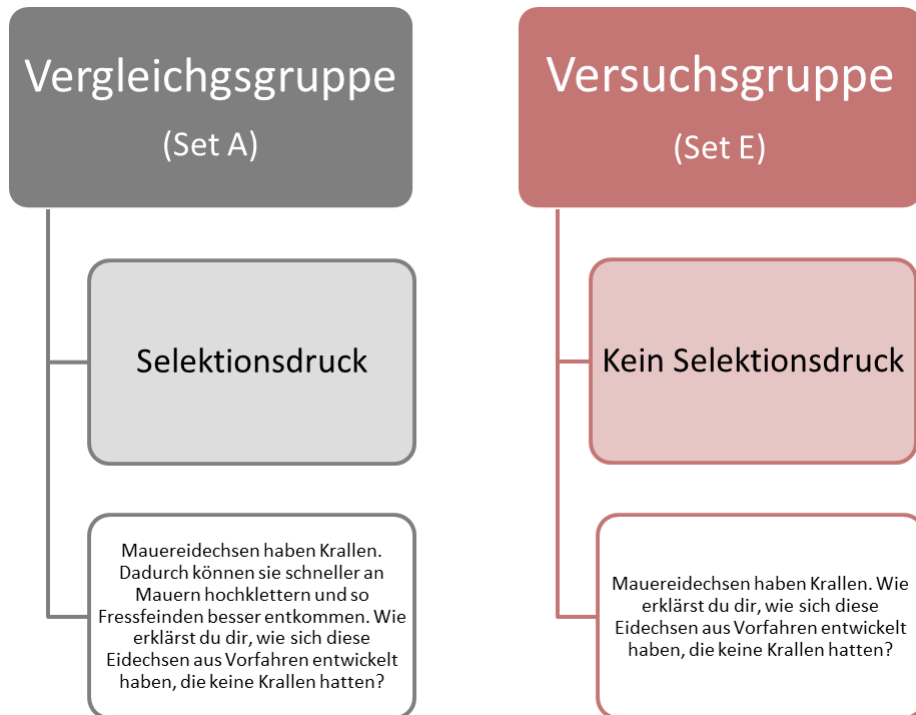 Vergleichgsgruppe
(Set A)
Selektionsdruck
Mauereidechsen haben Krallen.
Dadurch können sie schneller an
Mauern hochklettern und so
Fressfeinden besser entkommen. Wie
erklärst du dir, wie sich diese
Eidechsen aus Vorfahren entwickelt
haben, die keine Krallen hatten?
Versuchsgruppe
(Set E)
Kein Selektionsdruck
Mauereidechsen haben Krallen. Wie
erklärst du dir, wie sich diese
Eidechsen aus Vorfahren entwickelt
haben, die keine Krallen hatten?